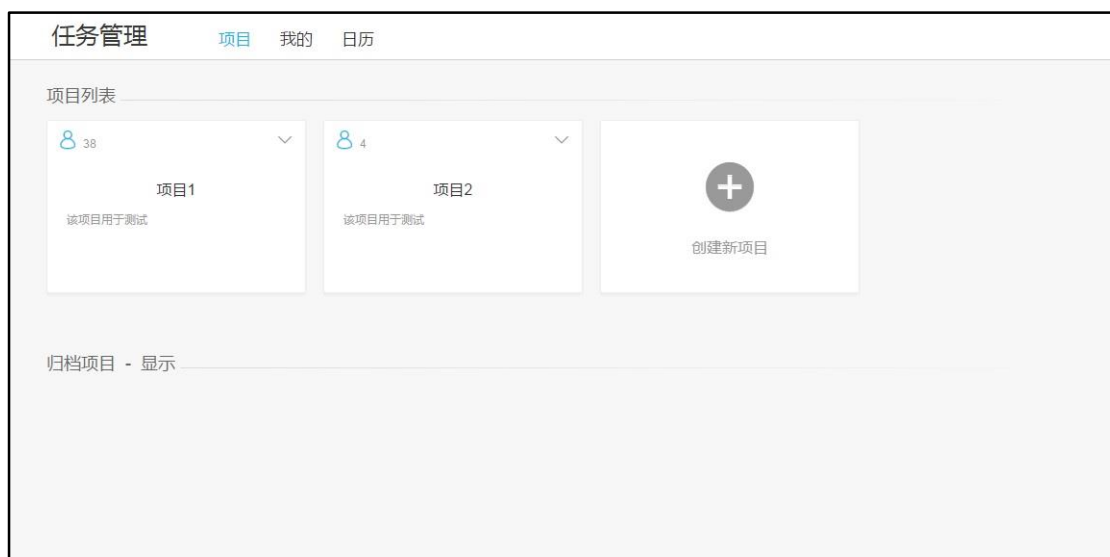 任务管理 项目 我的 日历
项目列表
38
项目1
该项目用于测试
4
项目2
该项目用于测试
创建新项目
归档项目 - 显示